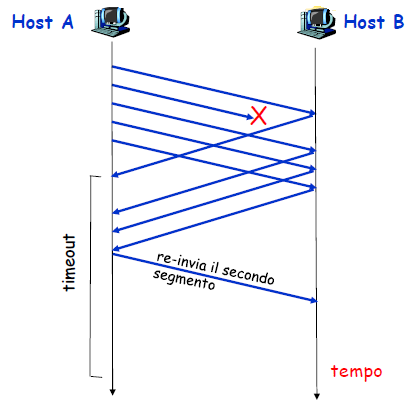 Host A
Host B
X
timeout
re-invia il secondo
segmento
tempo